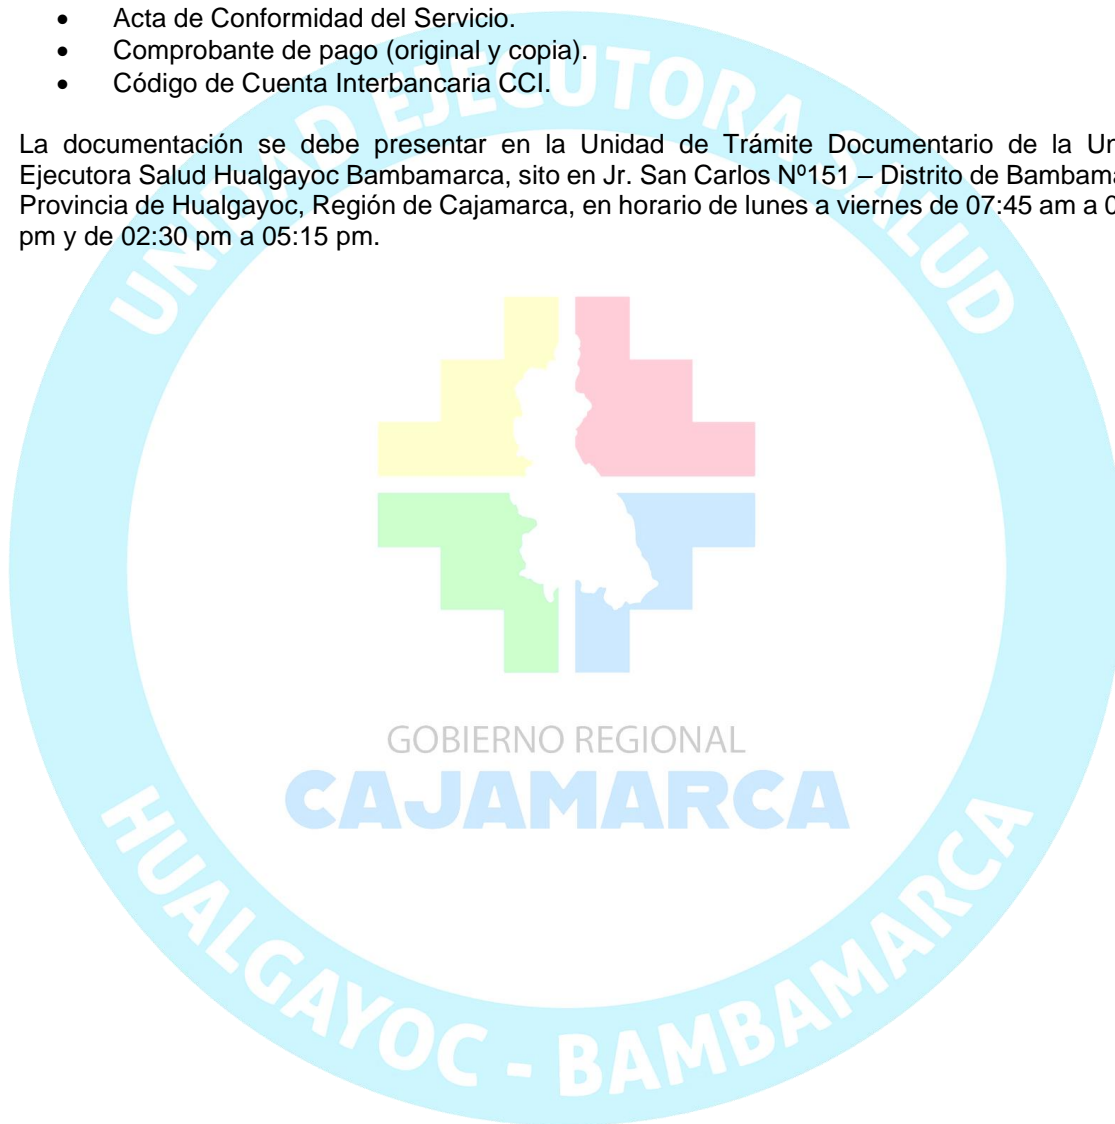 • Acta de Conformidad del Servicio.
• Comprobante de pago (original y copia).
• Código de Cuenta Interbancaria CCI.
La documentación se debe presentar en la Unidad de Trámite Documentario de la
Ejecutora Salud Hualgayoc Bambamarca, sito en Jr. San Carlos Nº151 – Distrito de
Provincia de Hualgayoc, Región de Cajamarca, en horario de lunes a viernes de 07:45 am a
pm y de 02:30 pm a 05:15 pm.
UNIDAD EJECUTORA SALUD
GOBIERNO REGIONAL
CAJAMARCA
HUALGAYOC - BAMBAMARCA